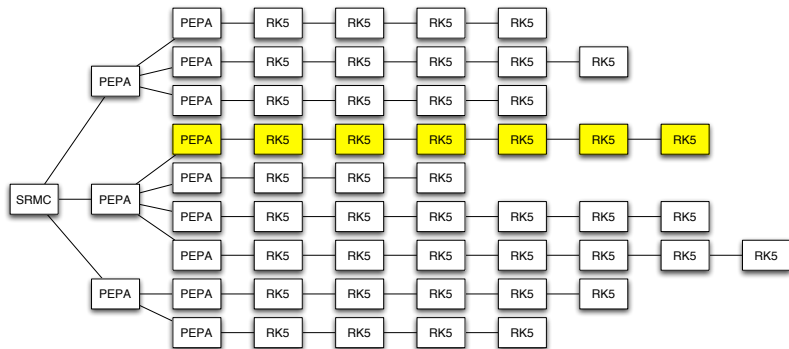 PEPA RK5 RK5 RK5 RK5
PEPA RK5 RK5 RK5 RK5 RK5
PEPA
PEPA RK5 RK5 RK5 RK5
PEPA RK5 RK5 RK5 RK5 RK5 RK5
PEPA RK5 RK5 RK5
SRMC PEPA
PEPA RK5 RK5 RK5 RK5 RK5 RK5
PEPA RK5 RK5 RK5 RK5 RK5 RK5 RK5
PEPA PEPA RK5 RK5 RK5 RK5 RK5
PEPA RK5 RK5 RK5 RK5